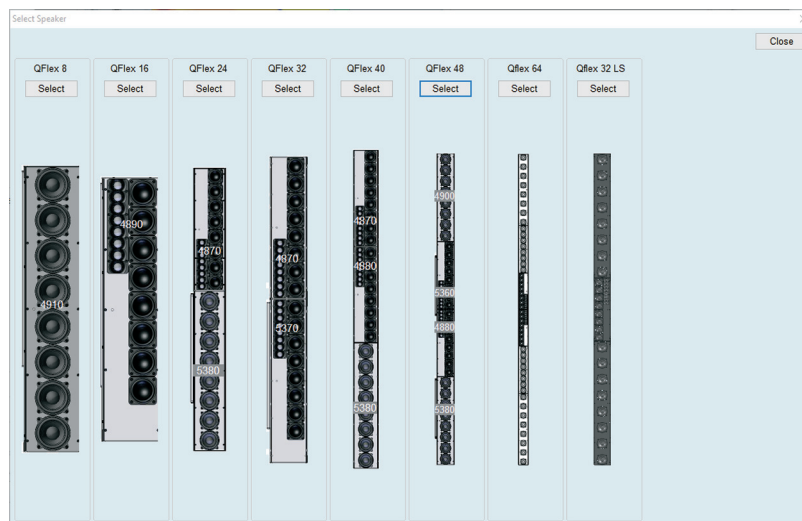 Select Speaker
Close
QFlex 8
QFlex 16
QFlex 24
QFlex 32
QFlex 40
QFlex 48
Qflex 64
Qflex 32 LS
Select
Select
Select
Select
Select
Select
Select
Select
4910
4890
4870
5380
4870
5370
4870
4880
5380
4900
5360
4880
5380